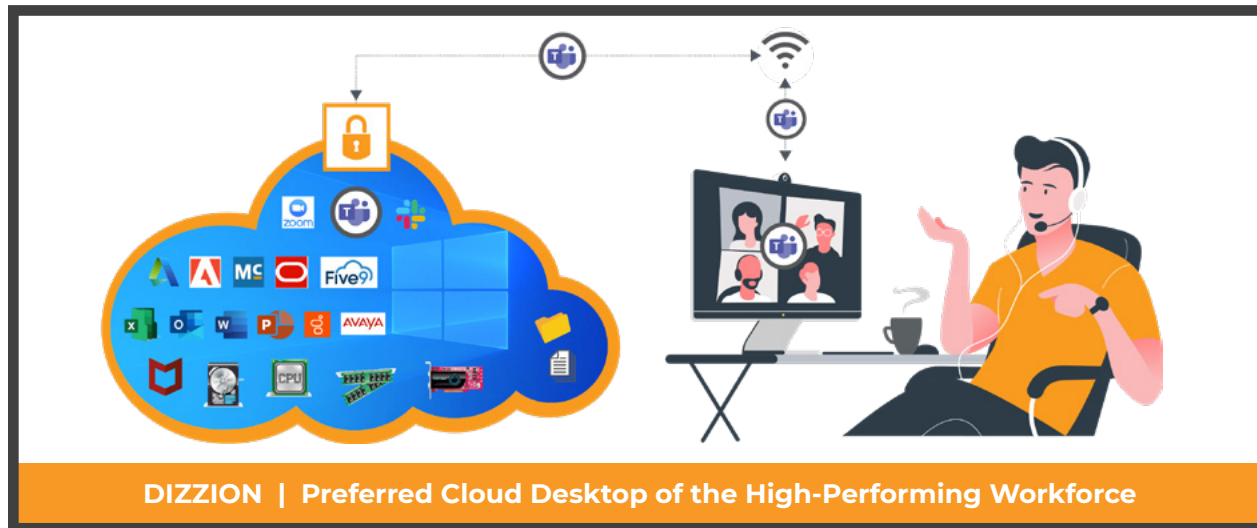 zoom
MC
Five9
AVAYA
CPU
DIZZION | Preferred Cloud Desktop of the High-Performing Workforce